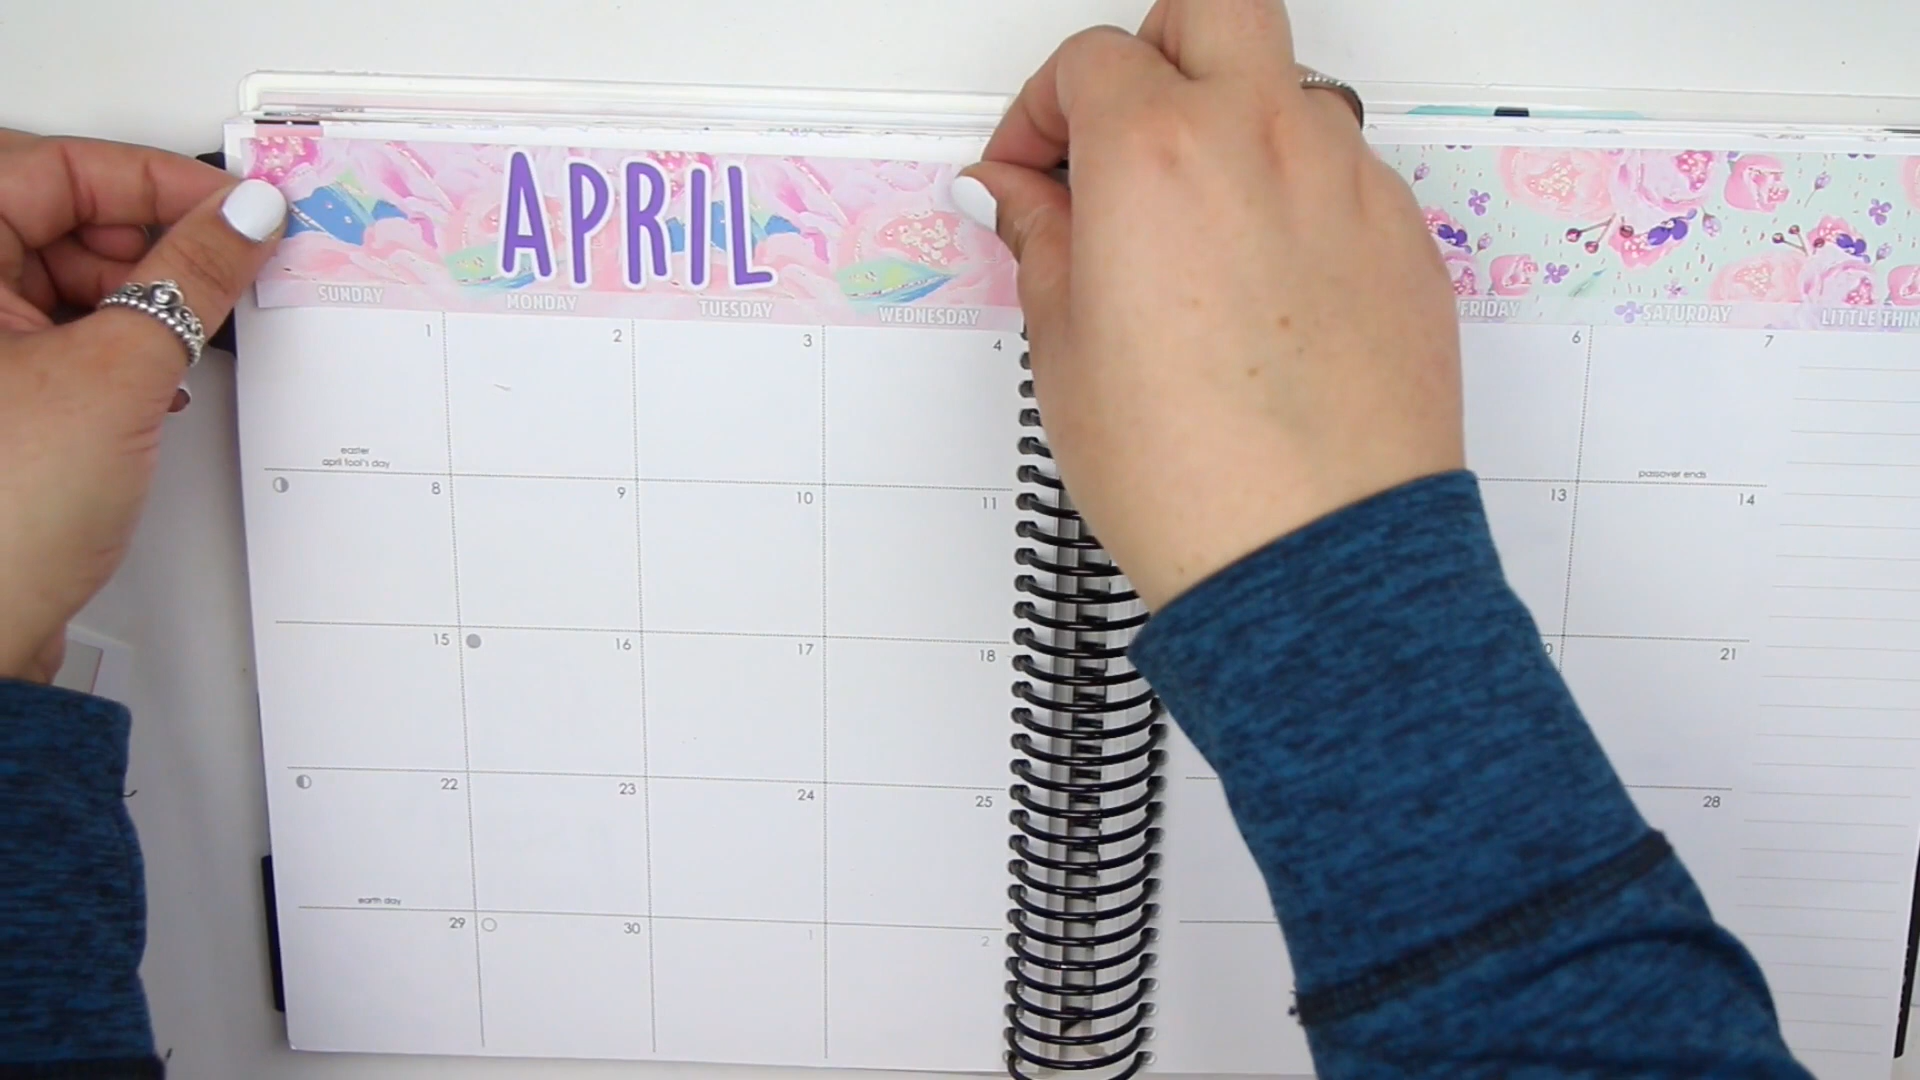 APRIL
SUNDAY MONDAY TUESDAY WEDNESDAY FRIDAY SATURDAY LITTLE
1 2 3 4 6 7
easter
april fool's day
passover ends
8 9 10 11 13 14
15 16 17 18 21
22 23 24 25 28
earth day
29 30 1 2